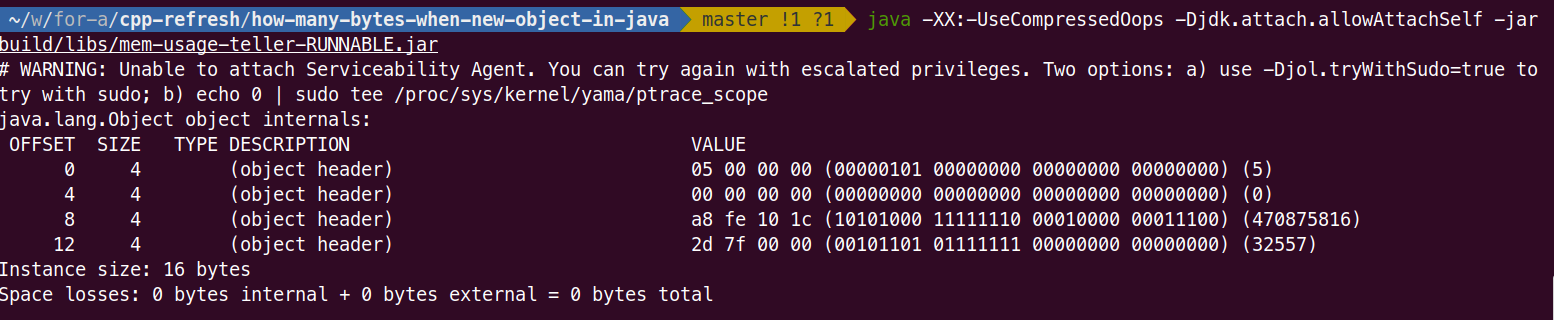 ~/w/for-a/cpp-refresh/how-many-bytes-when-new-object-in-java master !1 ?1 java -XX:-UseCompressedOops -Djdk.attach.allowAttachSelf -jar
build/libs/mem-usage-teller-RUNNABLE.jar
# WARNING: Unable to attach Serviceability Agent. You can try again with escalated privileges. Two options: a) use -Djol.tryWithSudo=true to
try with sudo; b) echo 0 | sudo tee /proc/sys/kernel/yama/ptrace_scope
java.lang.Object object internals:
OFFSET SIZE TYPE DESCRIPTION VALUE
0 4 (object header) 05 00 00 00 (00000101 00000000 00000000 00000000) (5)
4 4 (object header) 00 00 00 00 (00000000 00000000 00000000 00000000) (0)
8 4 (object header) a8 fe 10 1c (10101000 11111110 00010000 00011100) (470875816)
12 4 (object header) 2d 7f 00 00 (00101101 01111111 00000000 00000000) (32557)
Instance size: 16 bytes
Space losses: 0 bytes internal + 0 bytes external = 0 bytes total